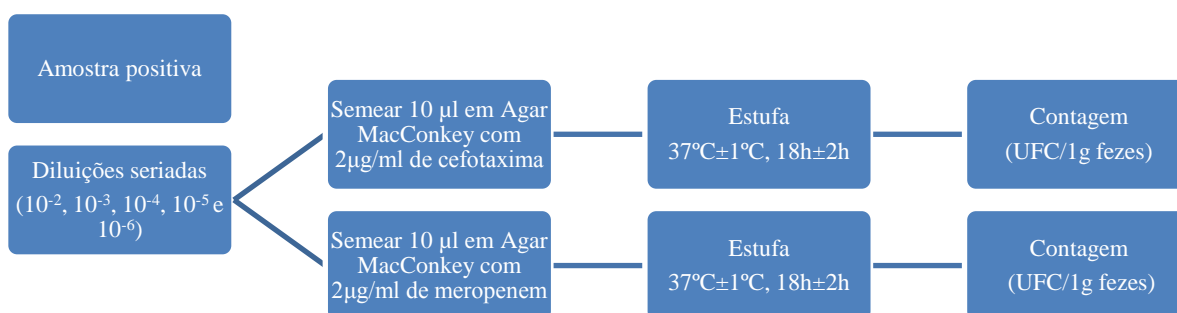 Amostra positiva
Diluições seriadas
(10-2, 10-3, 10-4, 10-5 e
10-6)
Semear 10 µl em Agar
MacConkey com
2µg/ml de cefotaxima
Estufa
37ºC±1ºC, 18h±2h
Contagem
(UFC/1g fezes)
Semear 10 µl em Agar
MacConkey com
2µg/ml de meropenem
Estufa
37ºC±1ºC, 18h±2h
Contagem
(UFC/1g fezes)